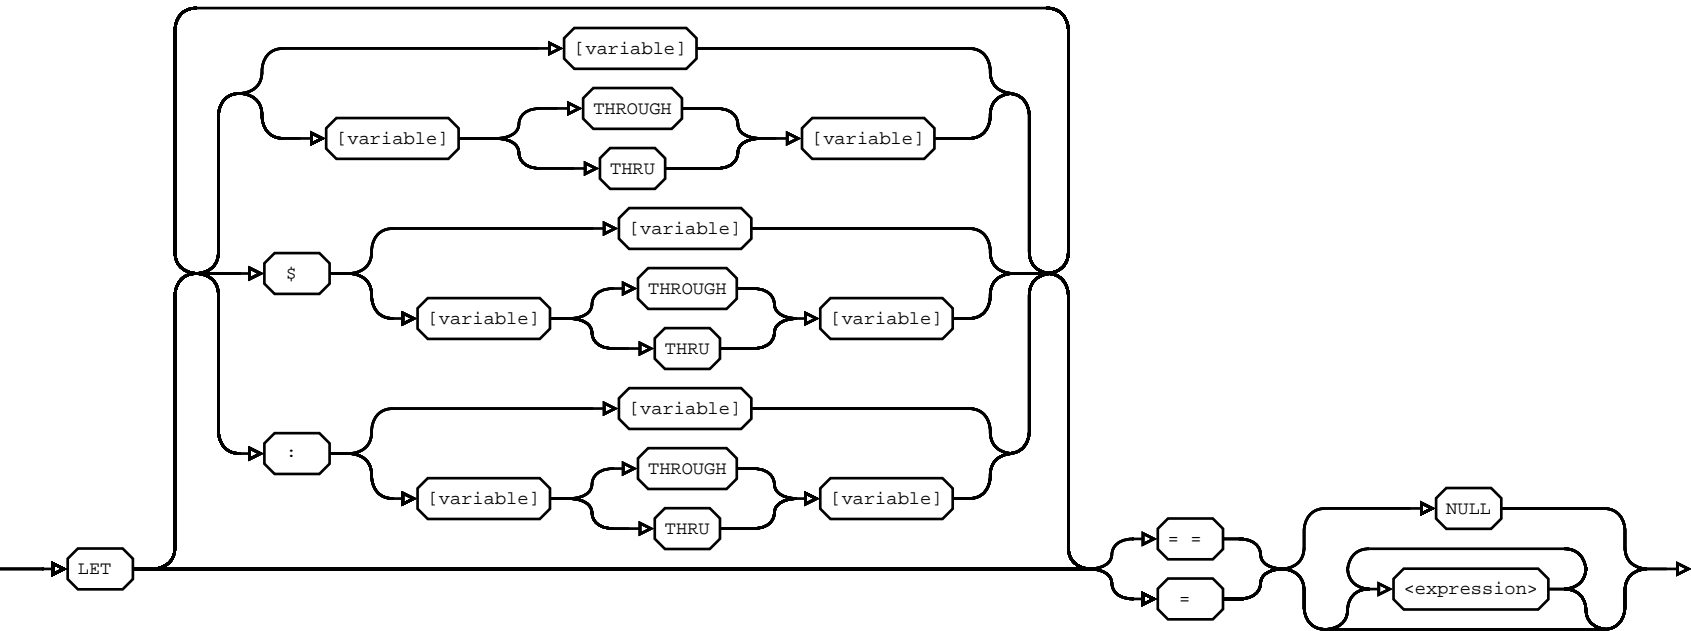 [variable]
THROUGH
[variable]
[variable]
THRU
[variable]
$
THROUGH
[variable]
[variable]
THRU
[variable]
:
THROUGH
[variable]
[variable]
NULL
THRU
= =
LET
<expression>
=